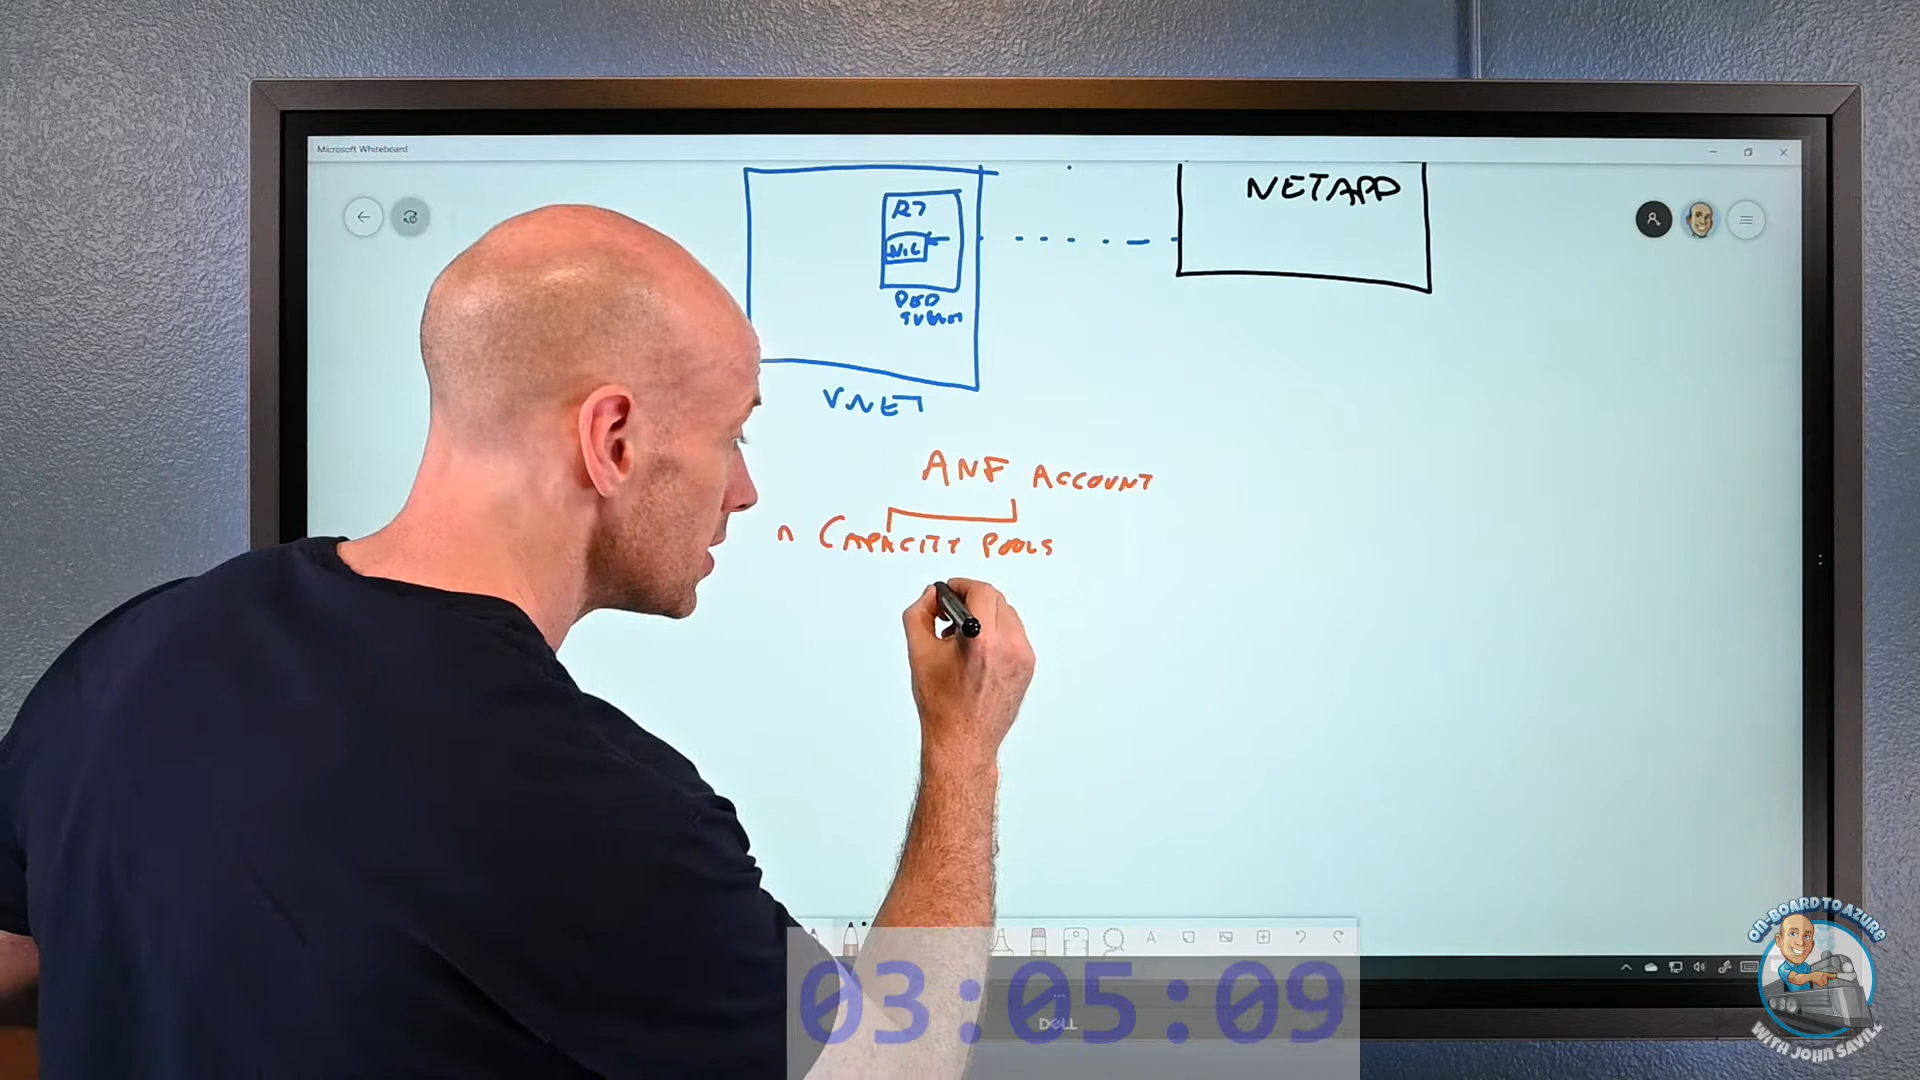 Microsoft Whiteboard
NETAPP
NIC
VNET
ANF ACCOUNT
n CAPACITY POOLS
A
03:05:09
DELL
ON-BOARD TO AZURE
WITH JOHN SAVILL